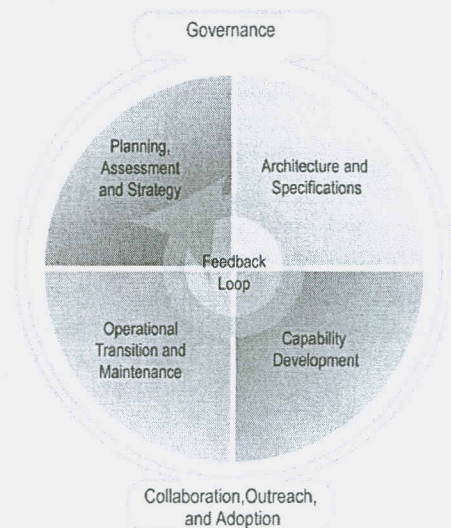 Governance
Planning,
Assessment
and Strategy
Architecture and
Specifications
Feedback
Loop
Operational
Transition and
Maintenance
Capability
Development
Collaboration,Outreach,
and Adoption